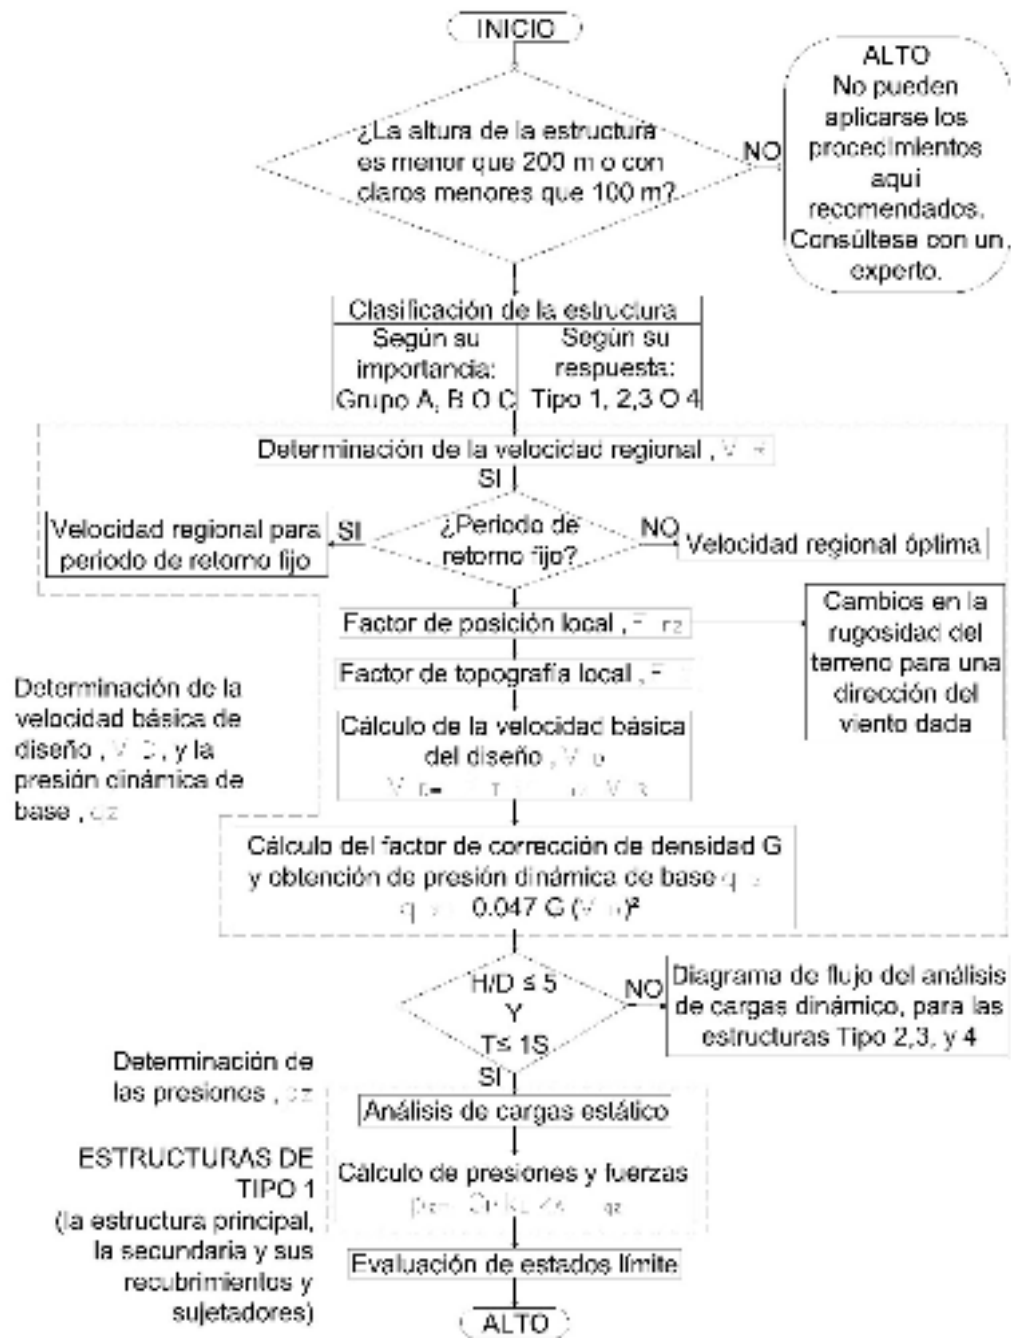 INICIO
¿La altura de la estructura
es menor que 200 m o con
claros menores que 100 m?
NO
ALTO
No pueden
aplicarse los
procedimientos
aquí
recomendados.
Consúltese con un
experto.
Clasificación de la estructura
Según su
importancia:
Grupo A, B O C
Según su
respuesta:
Tipo 1, 2,3 O 4
Determinación de la velocidad regional , V R
SI
¿Periodo de
retorno fijo?
SI
Velocidad regional para
periodo de retorno fijo
NO
Velocidad regional óptima
Factor de posición local , F rz
Cambios en la
rugosidad del
terreno para una
dirección del
viento dada
Factor de topografía local , F
Cálculo de la velocidad básica
del diseño , V D
V D=
V R
Determinación de la
velocidad básica de
diseño , V D , y la
presión dinámica de
base , qz
Cálculo del factor de corrección de densidad G
y obtención de presión dinámica de base q
q 0.047 G (V D)²
H/D ≤ 5
Y
T≤ 1S
NO
Diagrama de flujo del análisis
de cargas dinámico, para las
estructuras Tipo 2,3, y 4
SI
Determinación de
las presiones , pz
Análisis de cargas estático
Cálculo de presiones y fuerzas
qz
ESTRUCTURAS DE
TIPO 1
(la estructura principal,
la secundaria y sus
recubrimientos y
sujetadores)
Evaluación de estados límite
ALTO